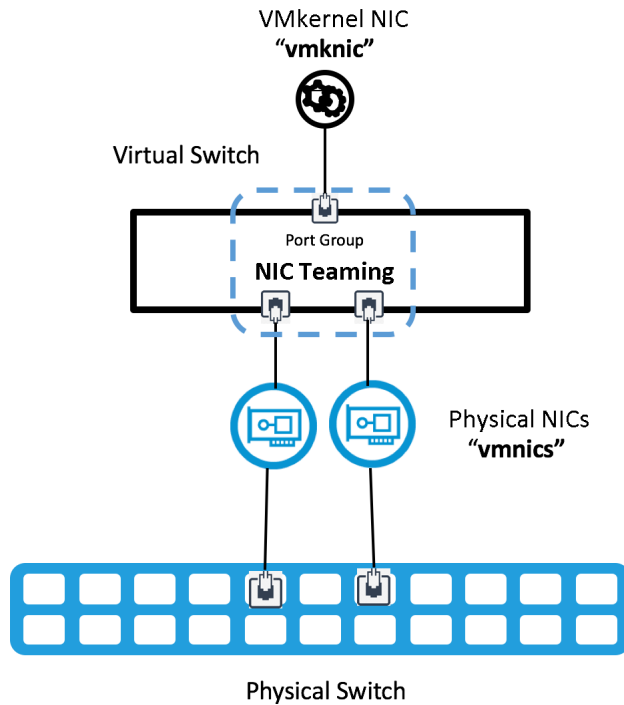 VMkernel NIC
“vmknic”
Virtual Switch
Port Group
NIC Teaming
Physical NICs
“vmnics”
Physical Switch